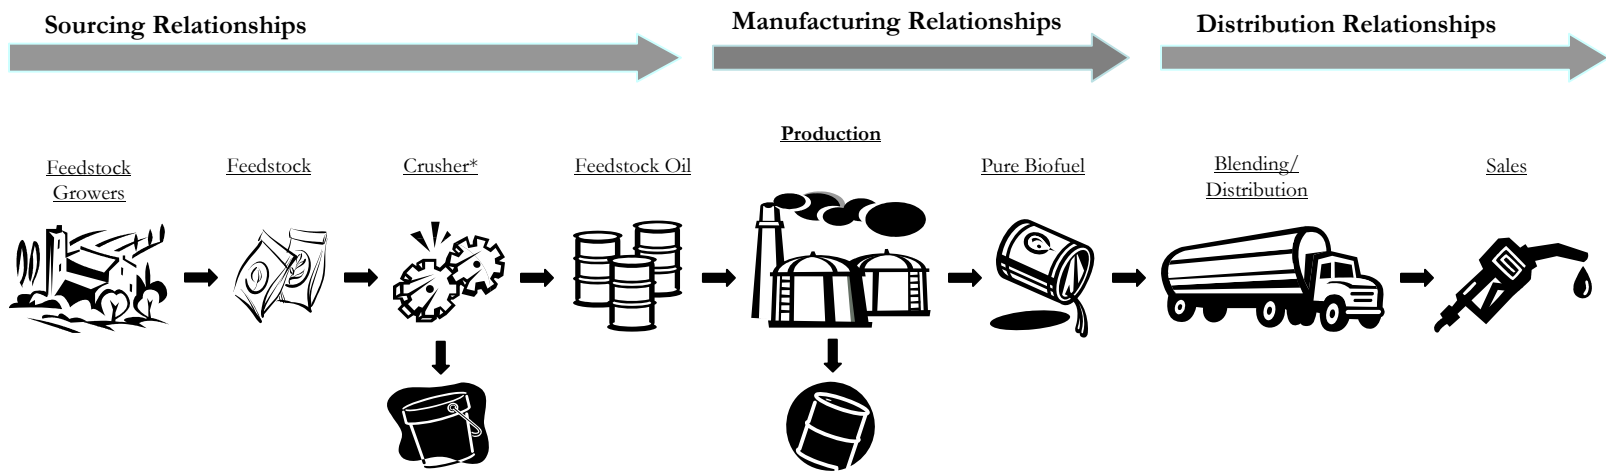 Sourcing Relationships
Manufacturing Relationships
Distribution Relationships
Feedstock
Growers
Feedstock
Crusher*
Feedstock Oil
Production
Pure Biofuel
Blending/
Distribution
Sales